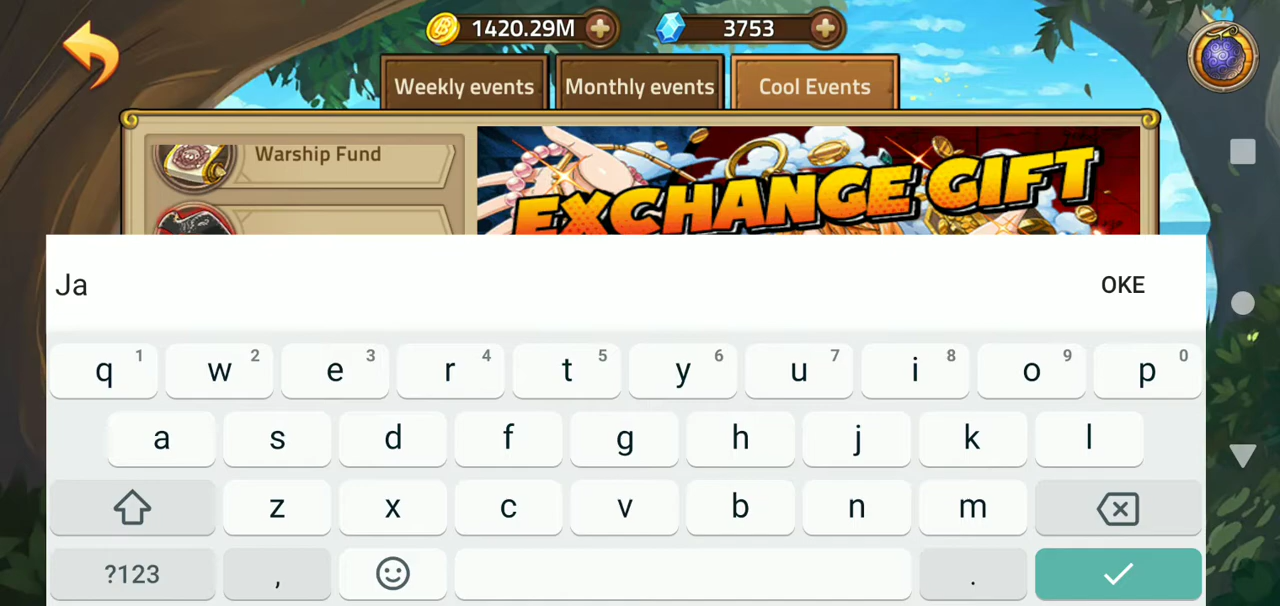 1420.29M
3753
Weekly events
Monthly events
Cool Events
Warship Fund
EXCHANGE GIFT
Ja
OKE
q 1 w 2 e 3 r 4 t 5 y 6 u 7 i 8 o 9 p 0
a s d f g h j k l
z x c v b n m
?123 , .